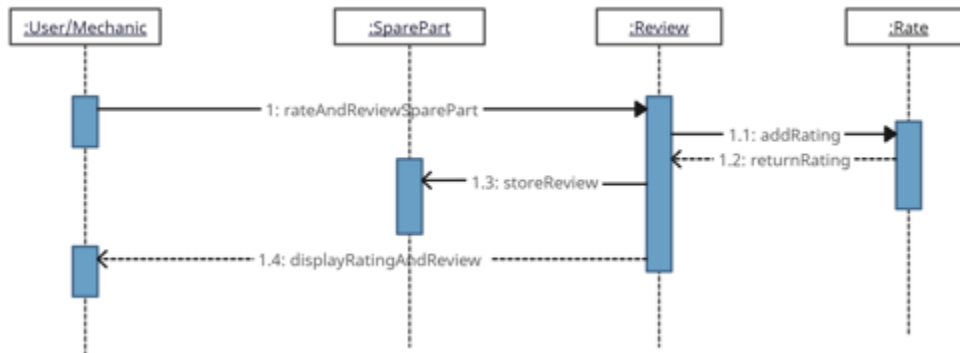 :User/Mechanic
:SparePart
:Review
:Rate
1: rateAndReviewSparePart
1.1: addRating
1.2: returnRating
1.3: storeReview
1.4: displayRatingAndReview